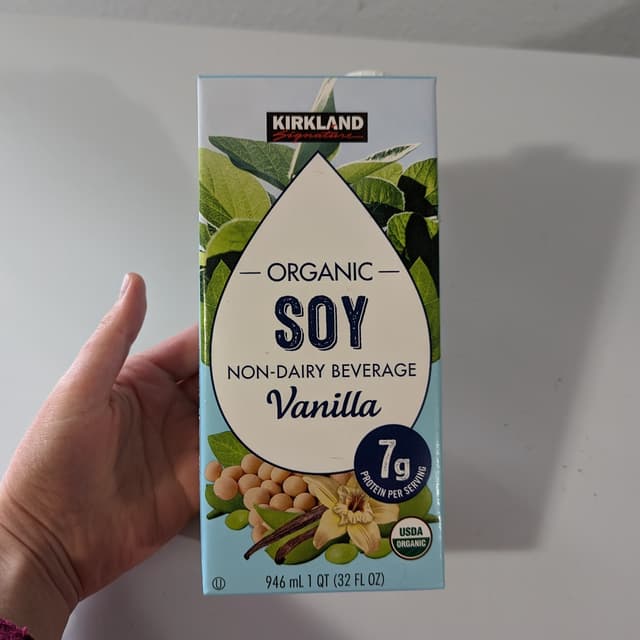 KIRKLAND
Signature
— ORGANIC —
SOY
NON-DAIRY BEVERAGE
Vanilla
7g
PROTEIN PER SERVING
USDA
ORGANIC
U
946 mL 1 QT (32 FL OZ)